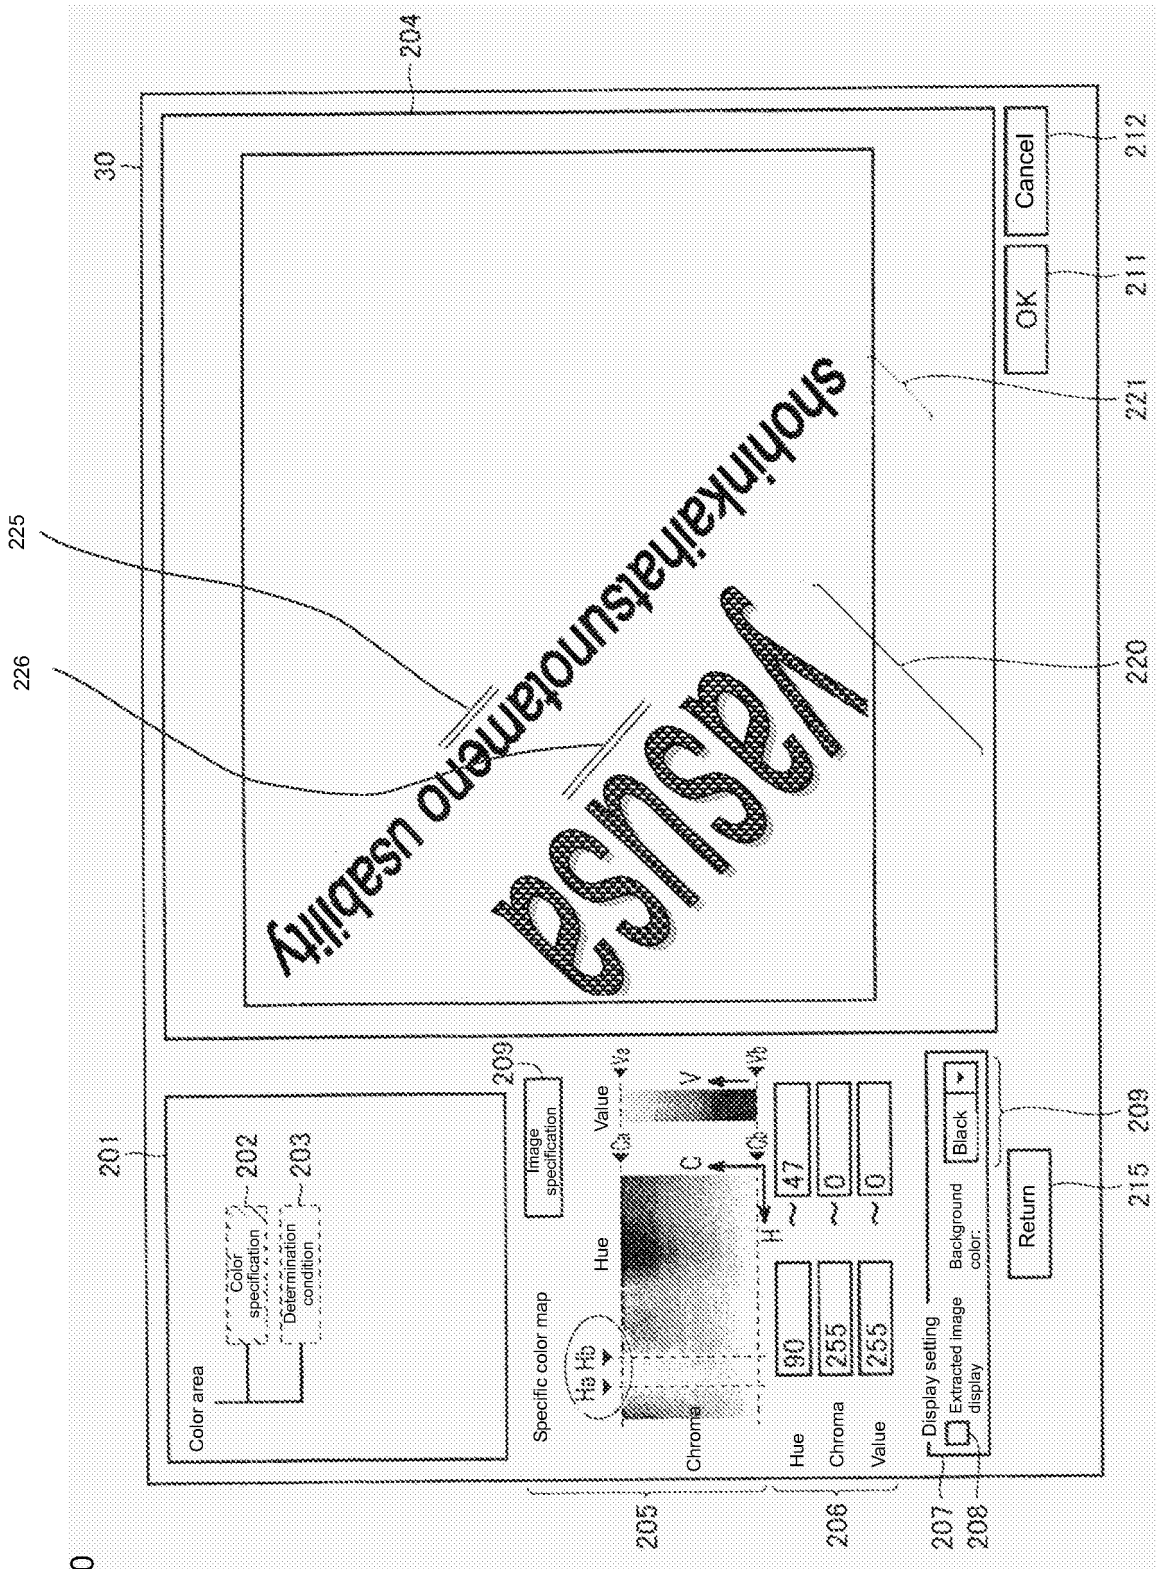 30
204
201
Color area
Color
specification
202
Determination
condition
203
225
226
shohinkaihatsunotameno usability
yasusa
Image
specification
209
Specific color map
Hue
Value
Ha Hb
Ca
Va
C
V
Chroma
Cb
Vb
H
205
Hue
90
~
47
Chroma
255
~
0
Value
255
~
0
206
207
Display setting
208
Extracted image
display
Background
color:
Black
209
Return
215
OK
211
Cancel
212
220
221
0